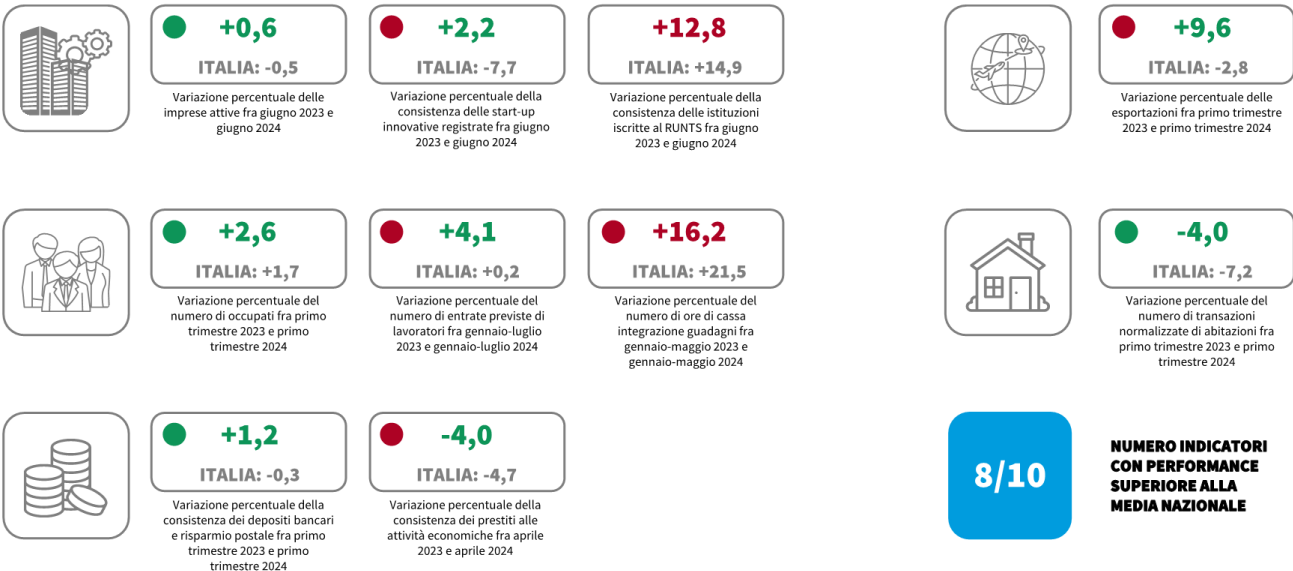 +0,6
ITALIA: -0,5
Variazione percentuale delle
imprese attive fra giugno 2023 e
giugno 2024
+2,2
ITALIA: -7,7
Variazione percentuale della
consistenza delle start-up
innovative registrate fra giugno
2023 e giugno 2024
+12,8
ITALIA: +14,9
Variazione percentuale della
consistenza delle istituzioni
iscritte al RUNTS fra giugno
2023 e giugno 2024
+9,6
ITALIA: -2,8
Variazione percentuale delle
esportazioni fra primo trimestre
2023 e primo trimestre 2024
+2,6
ITALIA: +1,7
Variazione percentuale del
numero di occupati fra primo
trimestre 2023 e primo
trimestre 2024
+4,1
ITALIA: +0,2
Variazione percentuale del
numero di entrate previste di
lavoratori fra gennaio-luglio
2023 e gennaio-luglio 2024
+16,2
ITALIA: +21,5
Variazione percentuale del
numero di ore di cassa
integrazione guadagni fra
gennaio-maggio 2023 e
gennaio-maggio 2024
-4,0
ITALIA: -7,2
Variazione percentuale del
numero di transazioni
normalizzate di abitazioni fra
primo trimestre 2023 e primo
trimestre 2024
+1,2
ITALIA: -0,3
Variazione percentuale della
consistenza dei depositi bancari
e risparmio postale fra primo
trimestre 2023 e primo
trimestre 2024
-4,0
ITALIA: -4,7
Variazione percentuale della
consistenza dei prestiti alle
attività economiche fra aprile
2023 e aprile 2024
8/10
NUMERO INDICATORI
CON PERFORMANCE
SUPERIORE ALLA
MEDIA NAZIONALE